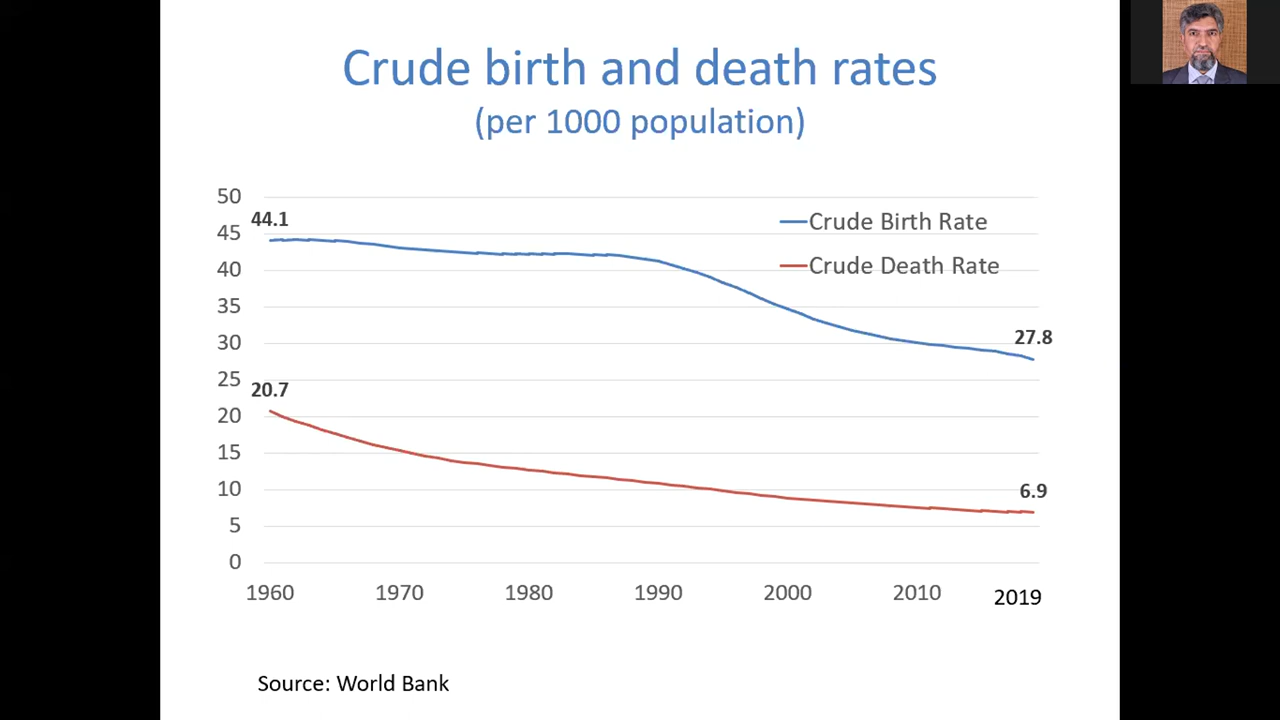 Crude birth and death rates
(per 1000 population)
50
45
40
35
30
25
20
15
10
5
0
44.1
27.8
20.7
6.9
Crude Birth Rate
Crude Death Rate
1960 1970 1980 1990 2000 2010 2019
Source: World Bank